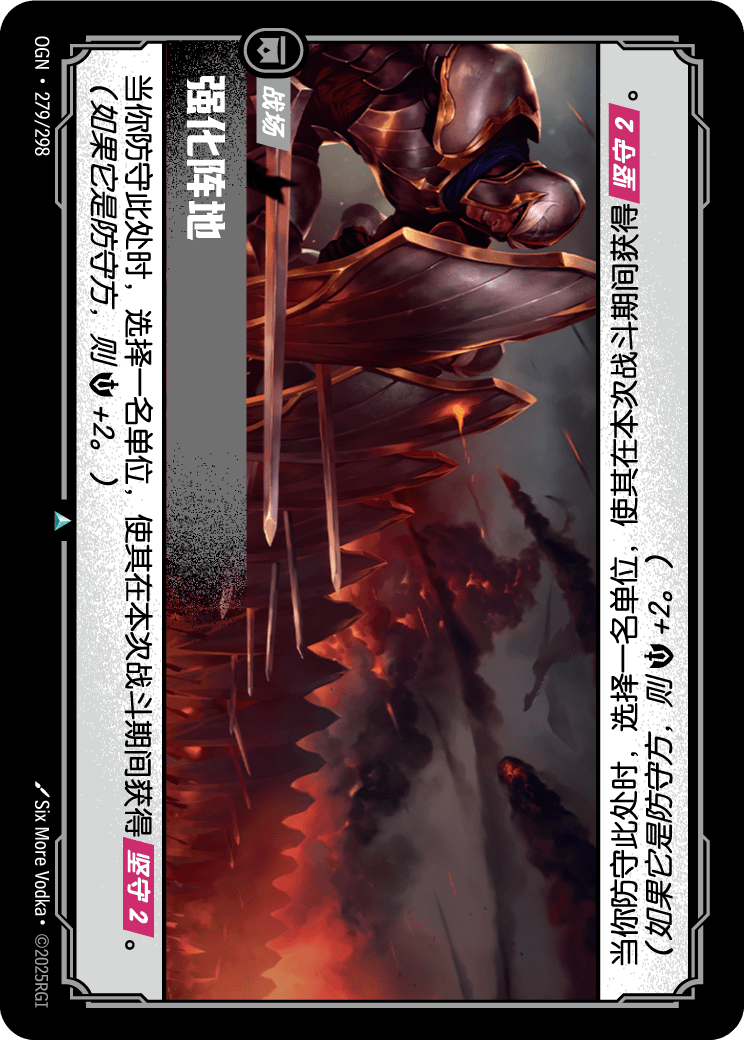 当你防守此处时，选择一名单位，使其在本次战斗期间获得 坚守 2 。
（如果它是防守方，则 +2。）
战场
强化阵地
当你防守此处时，选择一名单位，使其在本次战斗期间获得 坚守 2 。
（如果它是防守方，则 +2。）
OGN • 279/298
Six More Vodka • ©2025RGI